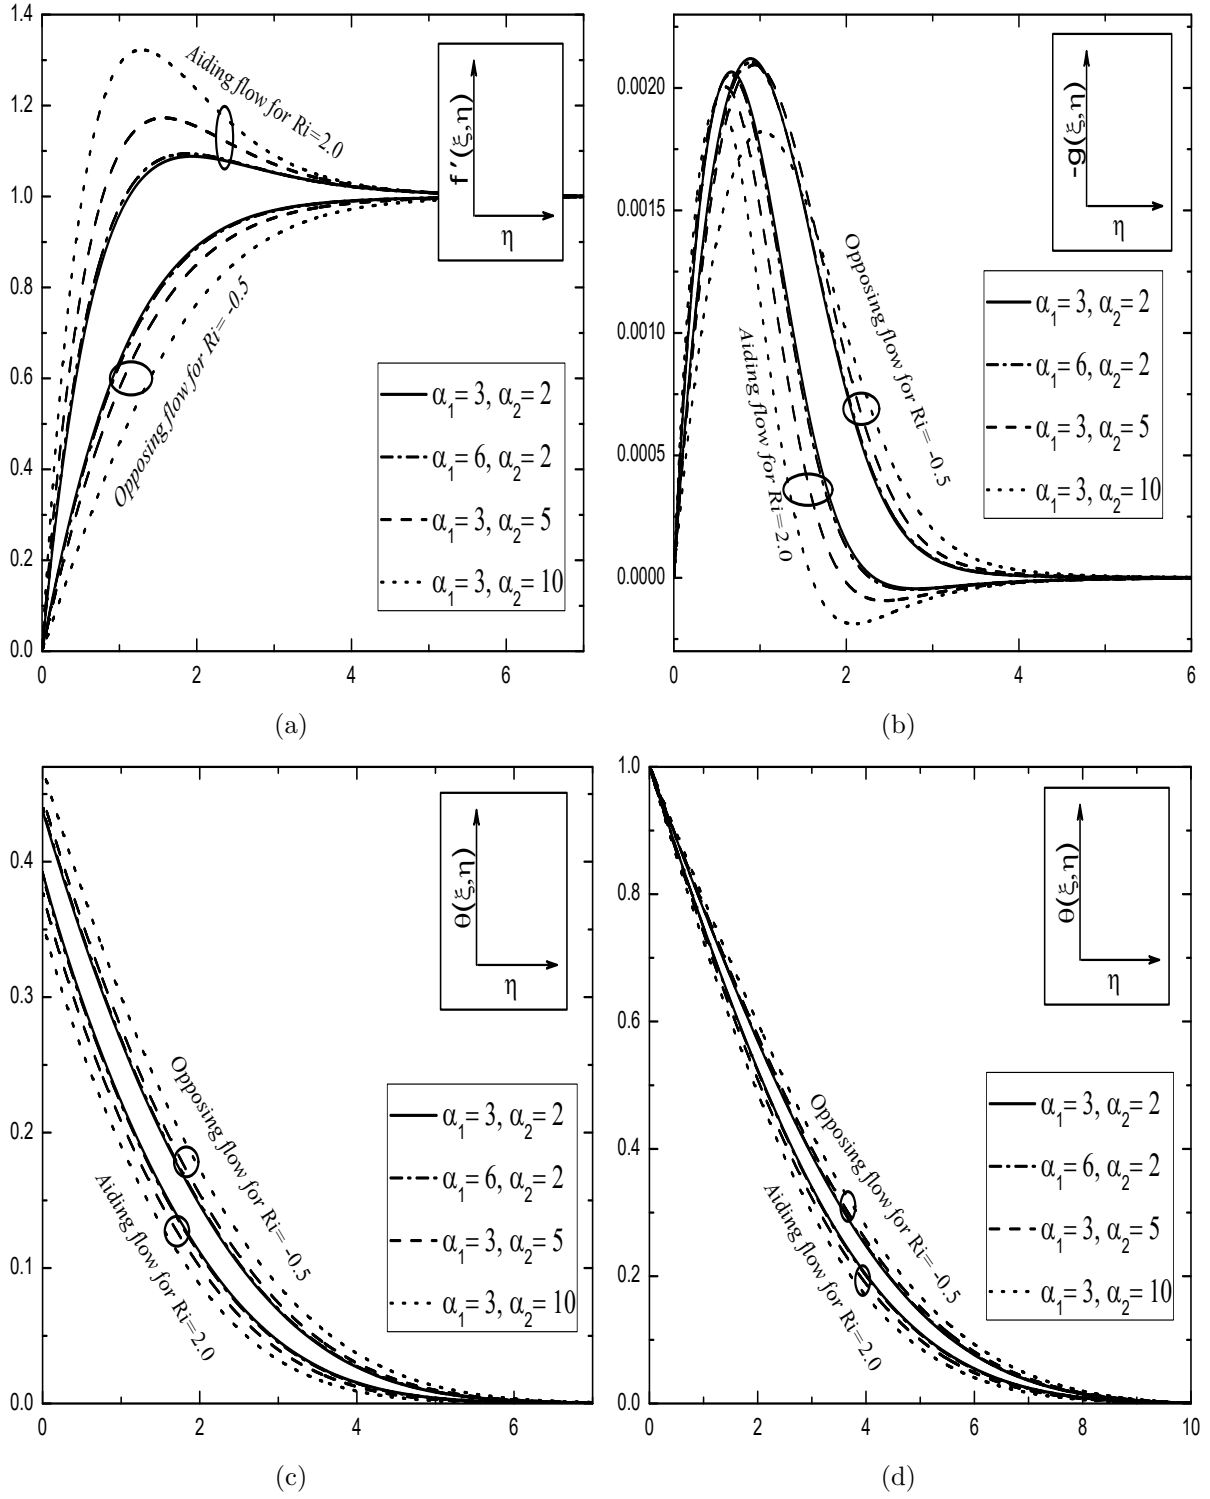 1.4
1.2
1.0
0.8
0.6
0.4
0.2
0.0
0
2
4
6
Aiding flow for Ri=2.0
Opposing flow for Ri= -0.5
f′(ξ,η)
η
α₁= 3, α₂= 2
α₁= 6, α₂= 2
α₁= 3, α₂= 5
α₁= 3, α₂= 10
(a)
0.0020
0.0015
0.0010
0.0005
0.0000
0
2
4
6
Opposing flow for Ri= -0.5
Aiding flow for Ri=2.0
-g(ξ,η)
η
α₁= 3, α₂= 2
α₁= 6, α₂= 2
α₁= 3, α₂= 5
α₁= 3, α₂= 10
(b)
0.4
0.3
0.2
0.1
0.0
0
2
4
6
Opposing flow for Ri= -0.5
Aiding flow for Ri=2.0
θ(ξ,η)
η
α₁= 3, α₂= 2
α₁= 6, α₂= 2
α₁= 3, α₂= 5
α₁= 3, α₂= 10
(c)
1.0
0.8
0.6
0.4
0.2
0.0
0
2
4
6
8
10
Opposing flow for Ri= -0.5
Aiding flow for Ri=2.0
θ(ξ,η)
η
α₁= 3, α₂= 2
α₁= 6, α₂= 2
α₁= 3, α₂= 5
α₁= 3, α₂= 10
(d)